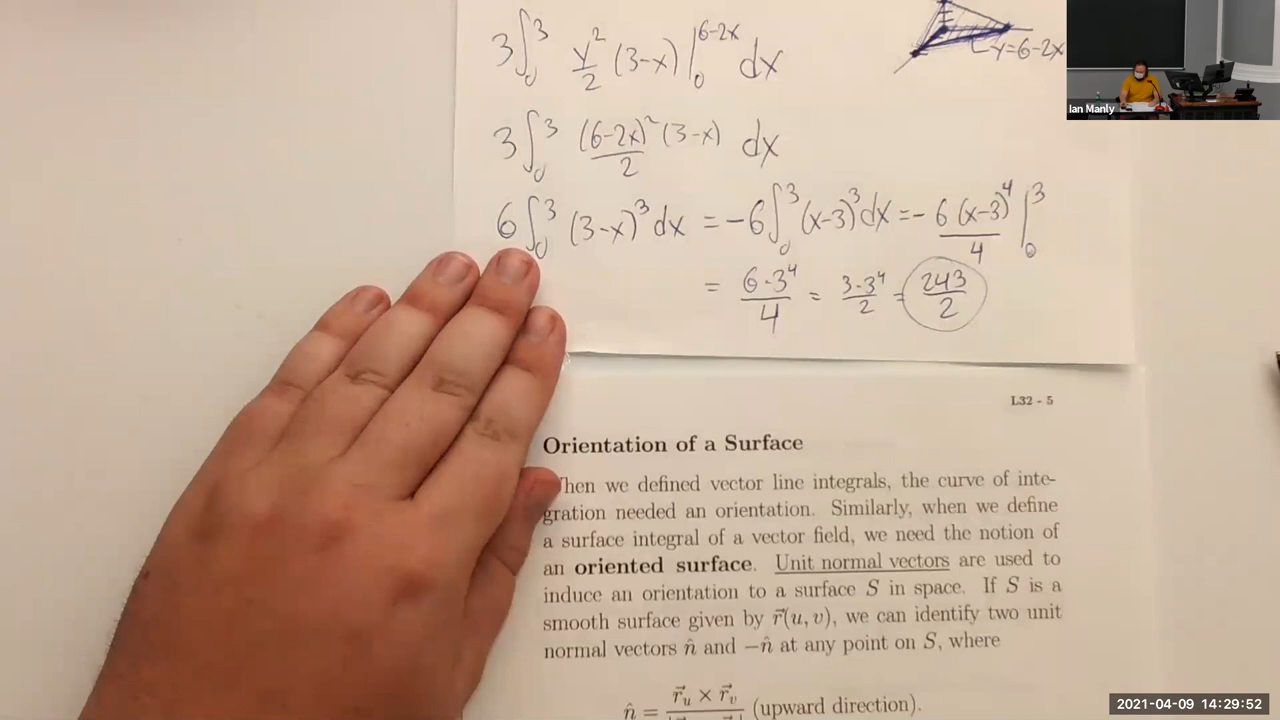 3∫₀³ y²/2 (3-x) |₀^{6-2x} dx
y=6-2x
Ian Manly
3∫₀³ (6-2x)²/2 (3-x) dx
6∫₀³ (3-x)³ dx = -6∫₀³ (x-3)³ dx = - 6(x-3)⁴/4 |₀³
= 6·3⁴/4 = 3·3⁴/2 = 243/2
L32 - 5
Orientation of a Surface
hen we defined vector line integrals, the curve of inte-
gration needed an orientation. Similarly, when we define
a surface integral of a vector field, we need the notion of
an oriented surface. Unit normal vectors are used to
induce an orientation to a surface S in space. If S is a
smooth surface given by r⃗(u, v), we can identify two unit
normal vectors n̂ and −n̂ at any point on S, where
n̂ = r⃗ᵤ × r⃗ᵥ (upward direction).
2021-04-09 14:29:52